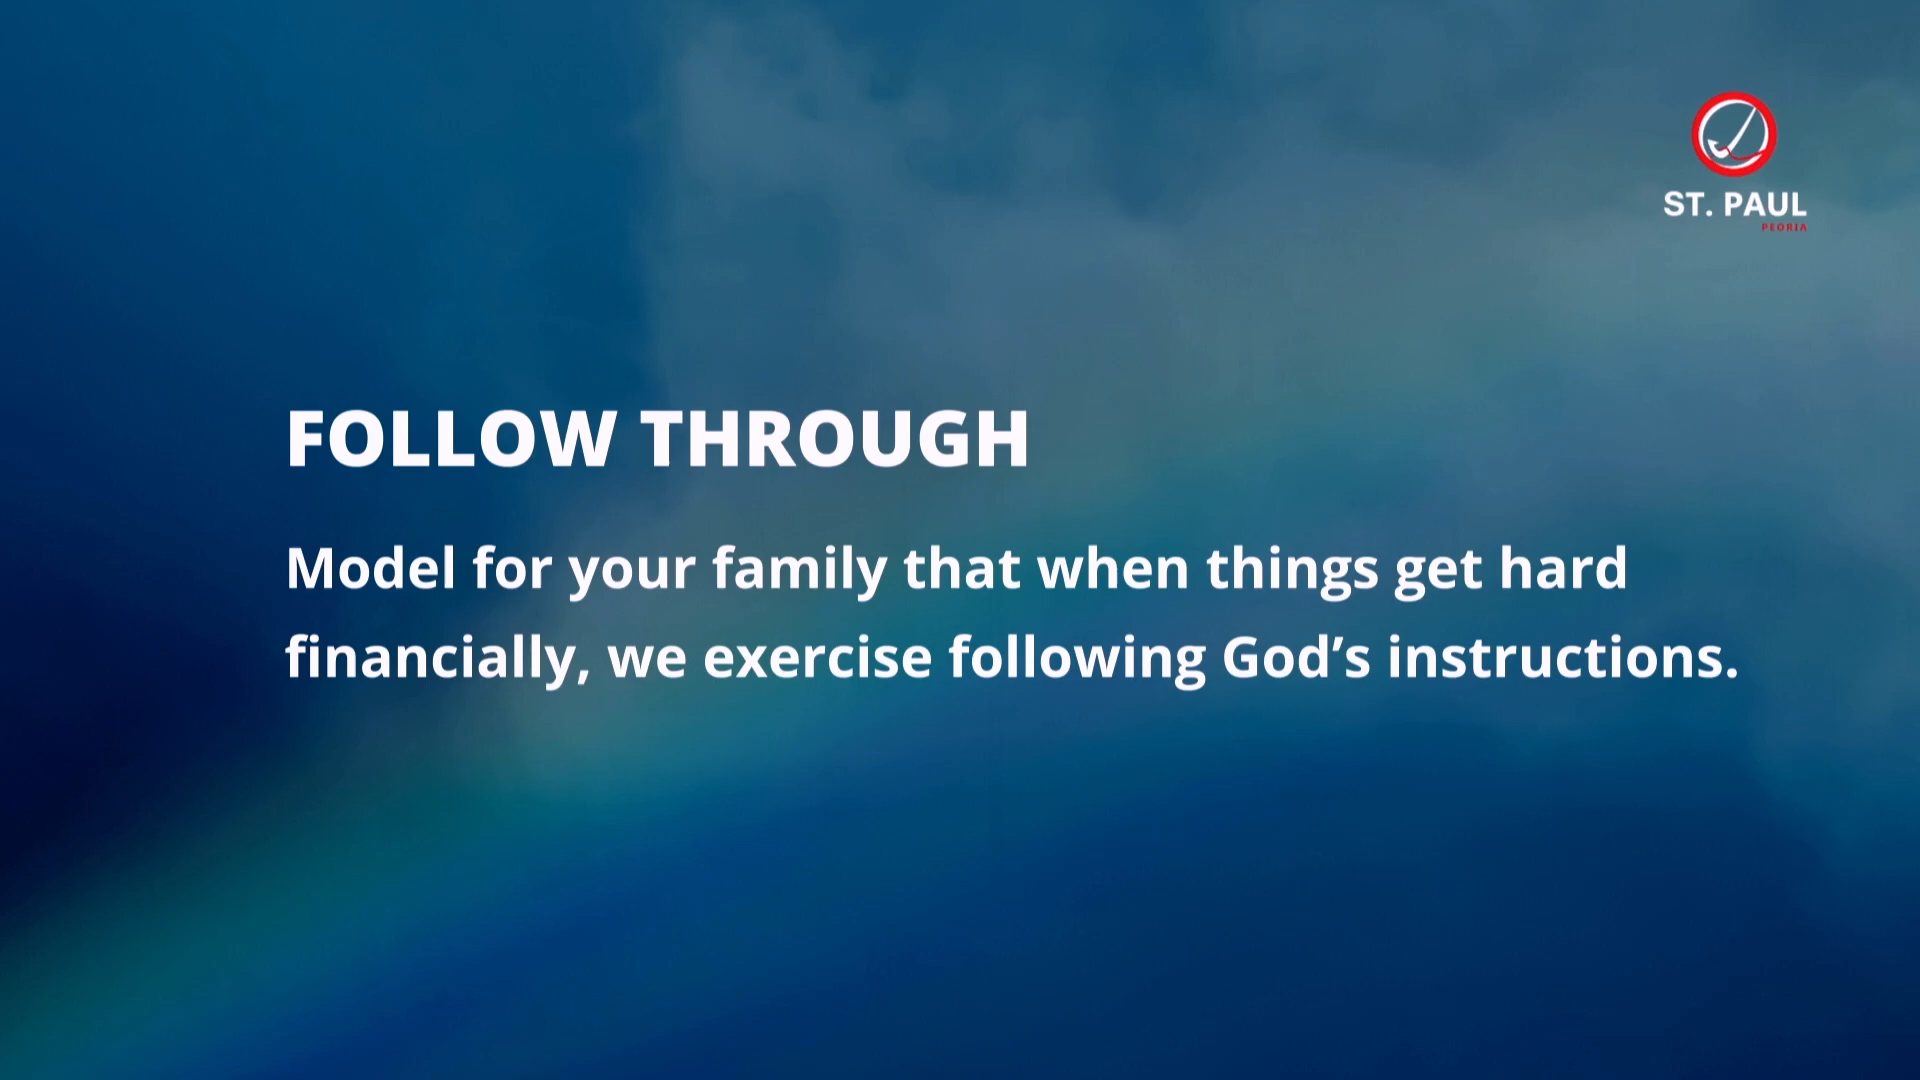 ST. PAUL
PEORIA
FOLLOW THROUGH
Model for your family that when things get hard
financially, we exercise following God’s instructions.